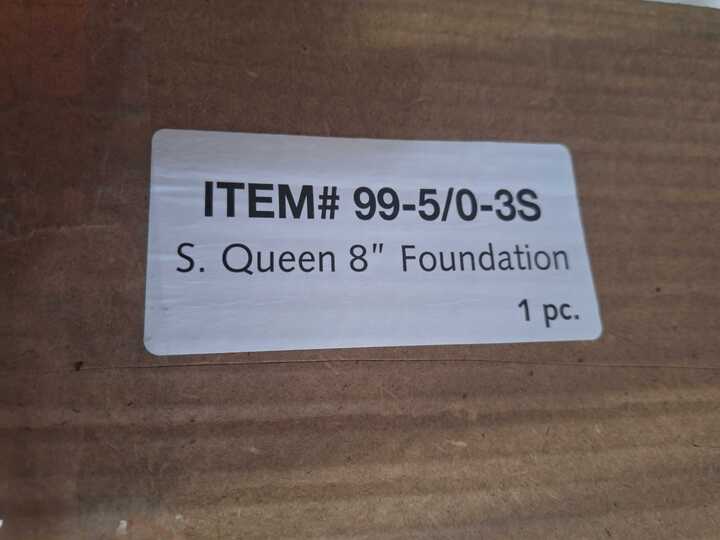 ITEM# 99-5/0-3S
S. Queen 8" Foundation
1 pc.